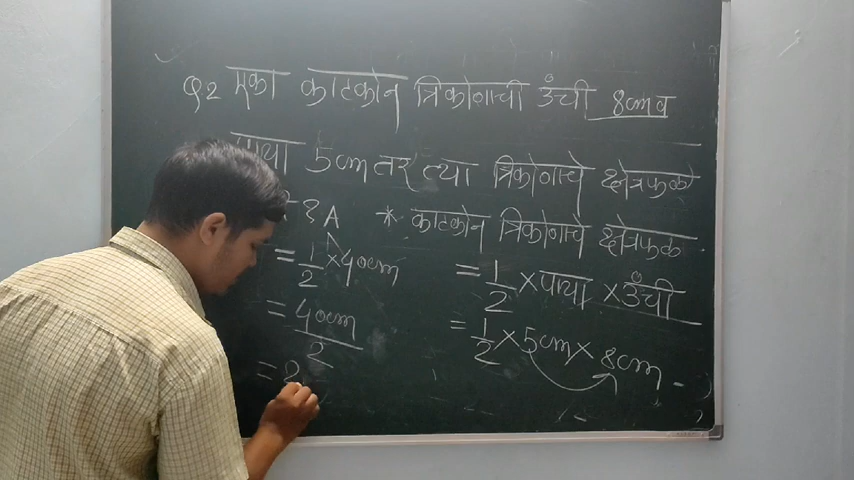 Q2 एका काटकोन त्रिकोणाची उंची 8cm व
पाया 5cm तर त्या त्रिकोणाचे क्षेत्रफळ
? A
* काटकोन त्रिकोणाचे क्षेत्रफळ
= 1/2 × पाया × उंची
= 1/2 × 5cm × 8cm
= 1/2 × 40cm
= 40cm/2
= 2